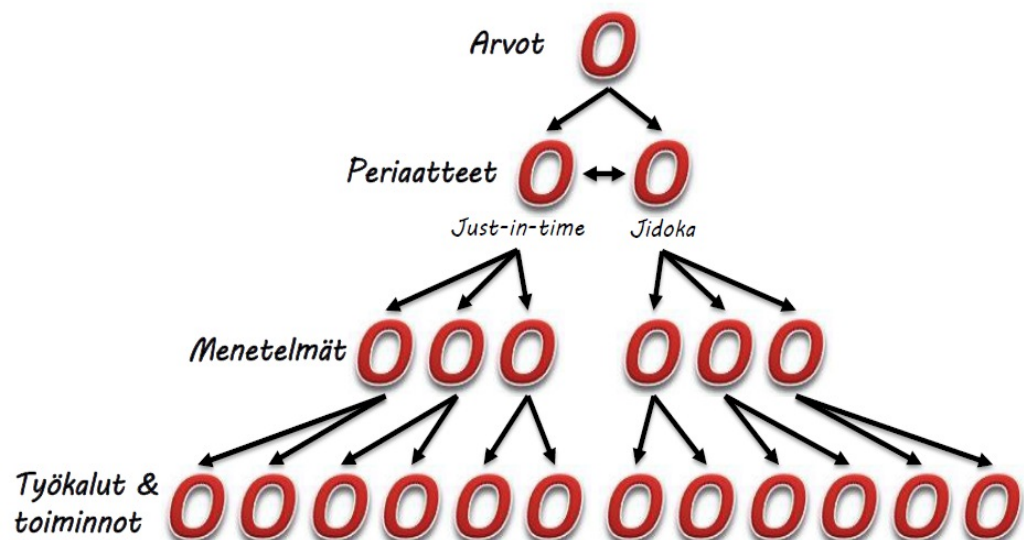 Arvot O
Periaatteet O O
Just-in-time Jidoka
Menetelmät O O O O O O
Työkalut &
toiminnot O O O O O O O O O O O O